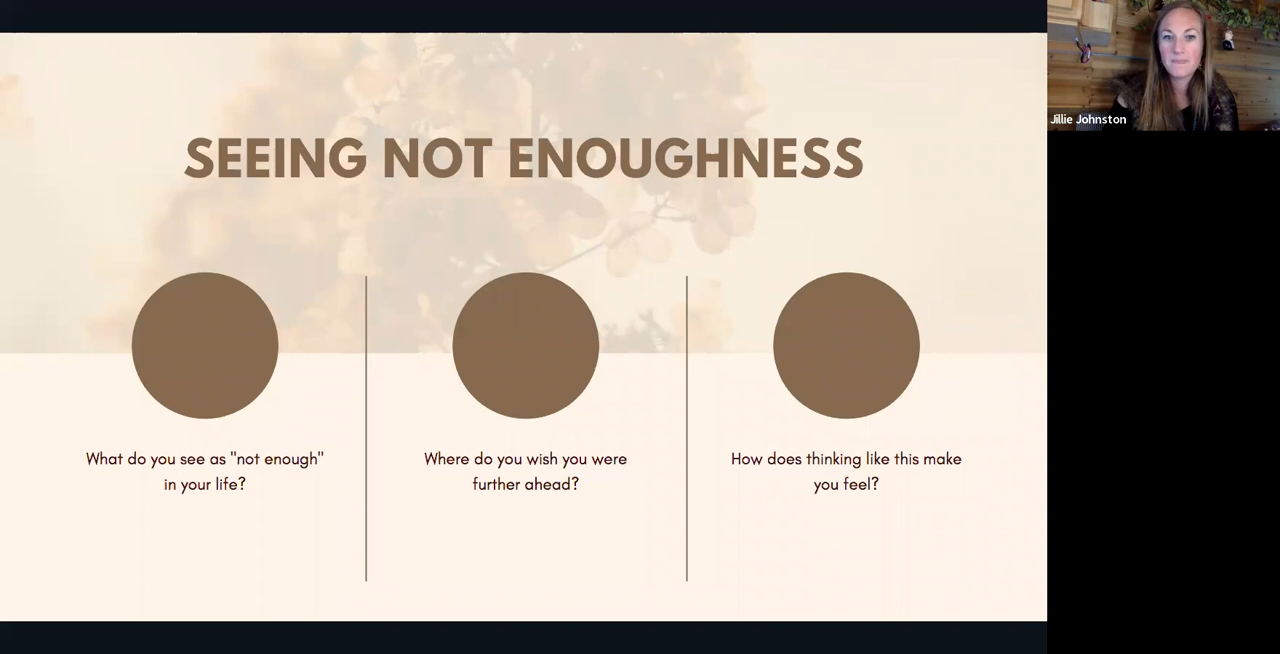 SEEING NOT ENOUGHNESS
What do you see as "not enough"
in your life?
Where do you wish you were
further ahead?
How does thinking like this make
you feel?
Jillie Johnston